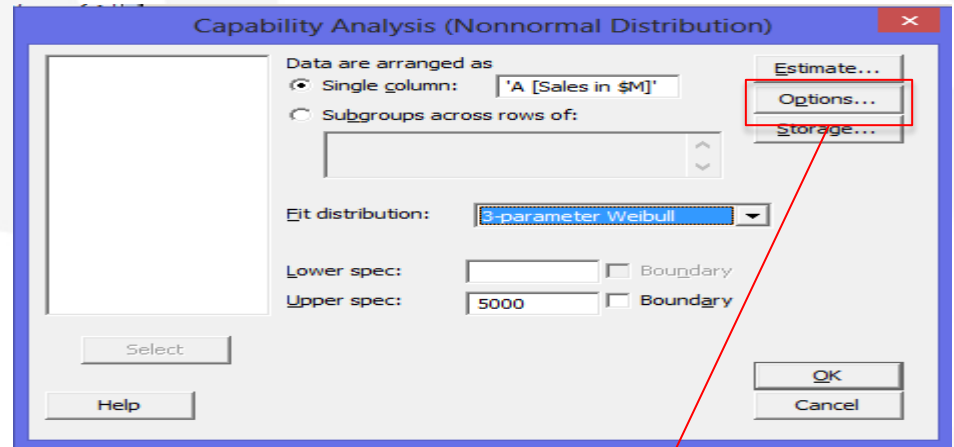 Capability Analysis (Nonnormal Distribution)
Data are arranged as
Single column: 'A [Sales in $M]'
Subgroups across rows of:
Estimate...
Options...
Storage...
Fit distribution: 3-parameter Weibull
Lower spec: Boundary
Upper spec: 5000 Boundary
Select
Help
OK
Cancel